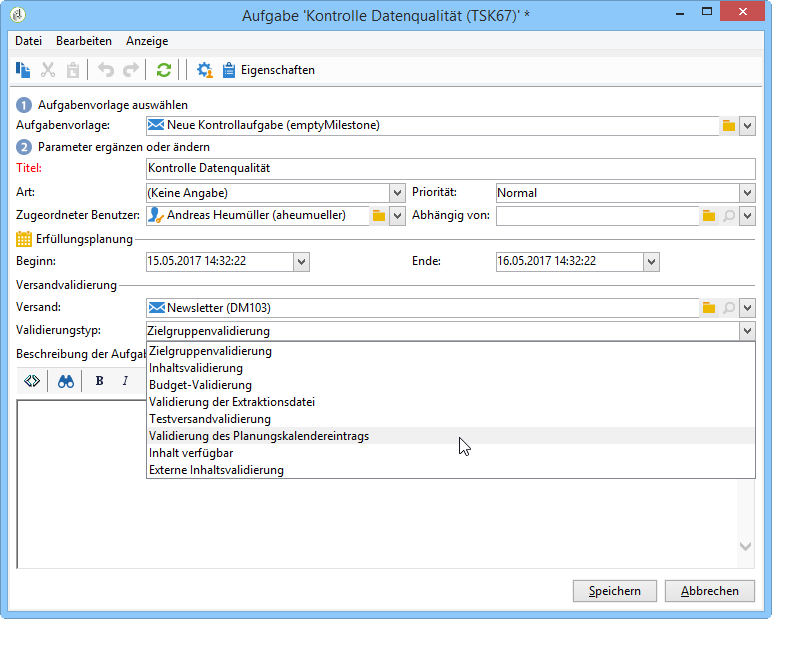 Aufgabe 'Kontrolle Datenqualität (TSK67)' *
Datei Bearbeiten Anzeige
Eigenschaften
1 Aufgabenvorlage auswählen
Aufgabenvorlage: Neue Kontrollaufgabe (emptyMilestone)
2 Parameter ergänzen oder ändern
Titel: Kontrolle Datenqualität
Art: (Keine Angabe) Priorität: Normal
Zugeordneter Benutzer: Andreas Heumüller (aheumueller) Abhängig von:
Erfüllungsplanung
Beginn: 15.05.2017 14:32:22 Ende: 16.05.2017 14:32:22
Versandvalidierung
Versand: Newsletter (DM103)
Validierungstyp: Zielgruppenvalidierung
Beschreibung der Aufgab
Zielgruppenvalidierung
Inhaltsvalidierung
Budget-Validierung
B I
Validierung der Extraktionsdatei
Testversandvalidierung
Validierung des Planungskalendereintrags
Inhalt verfügbar
Externe Inhaltsvalidierung
Speichern Abbrechen